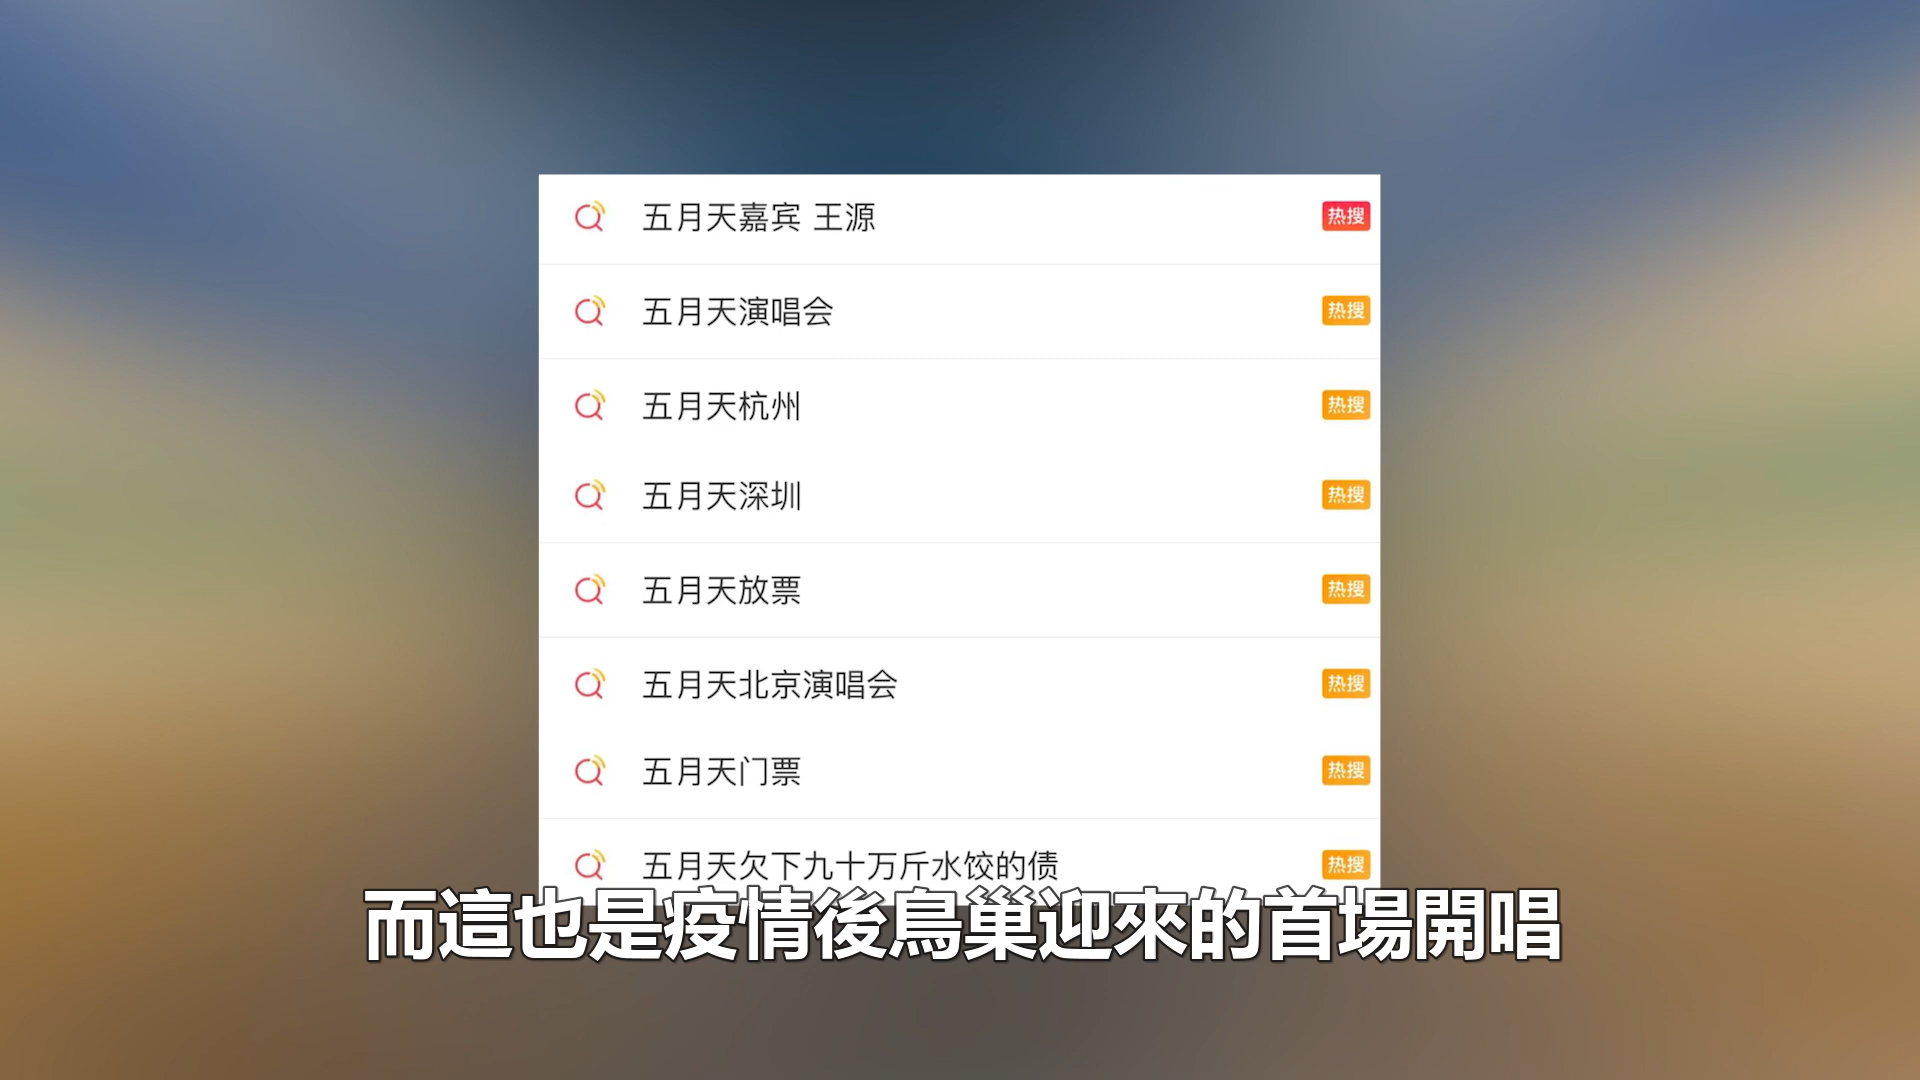 五月天嘉宾 王源 热搜
五月天演唱会 热搜
五月天杭州 热搜
五月天深圳 热搜
五月天放票 热搜
五月天北京演唱会 热搜
五月天门票 热搜
五月天欠下九十万斤水饺的债 热搜
而這也是疫情後鳥巢迎來的首場開唱